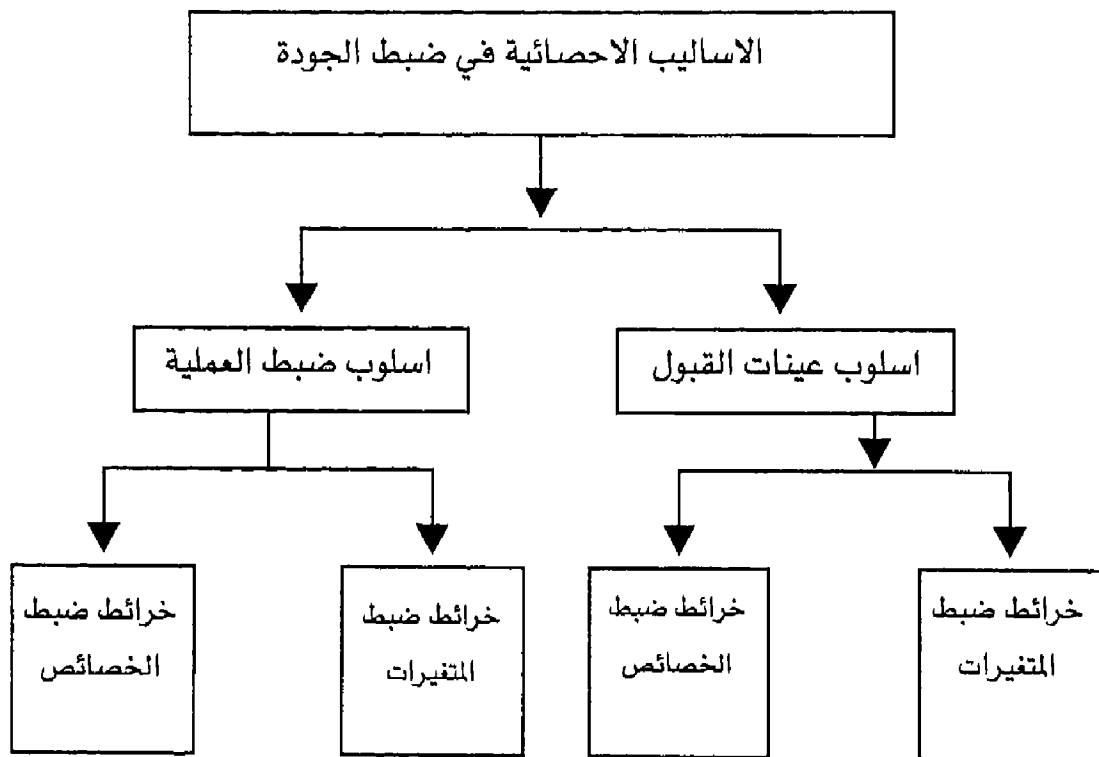 الاساليب الاحصائية في ضبط الجودة
اسلوب عينات القبول
اسلوب ضبط العملية
خرائط ضبط
المتغيرات
خرائط ضبط
الخصائص
خرائط ضبط
المتغيرات
خرائط ضبط
الخصائص